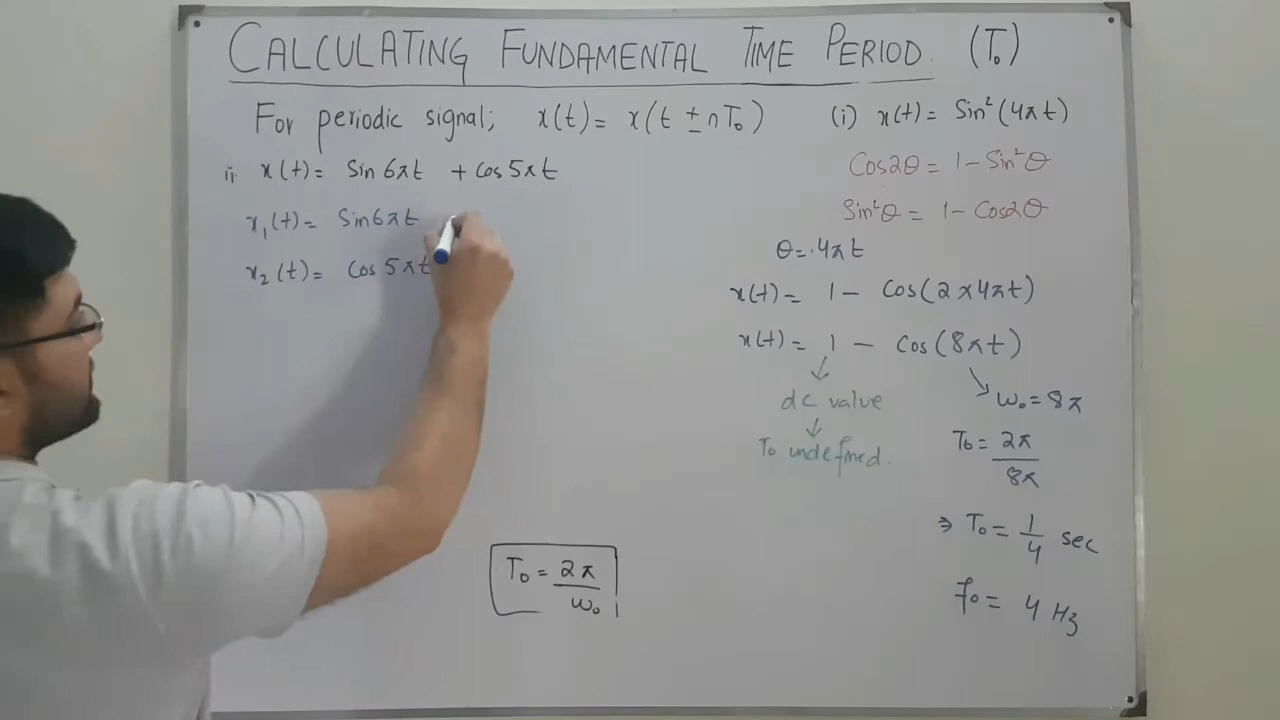 CALCULATING FUNDAMENTAL TIME PERIOD. (T₀)
For periodic signal; x(t) = x(t ± nT₀)
ii x(t) = Sin 6πt + Cos 5πt
x₁(t) = Sin6πt
x₂(t) = Cos 5πt
T₀ = 2π / ω₀
(i) x(t) = Sin²(4πt)
Cos2θ = 1 - Sin²θ
Sin²θ = 1 - Cos2θ
θ = 4πt
x(t) = 1 - Cos(2×4πt)
x(t) = 1 - Cos(8πt)
↓ ↘
dc value
ω₀ = 8π
↓
To undefined.
T₀ = 2π / 8π
⇒ T₀ = 1/4 sec
f₀ = 4 Hz